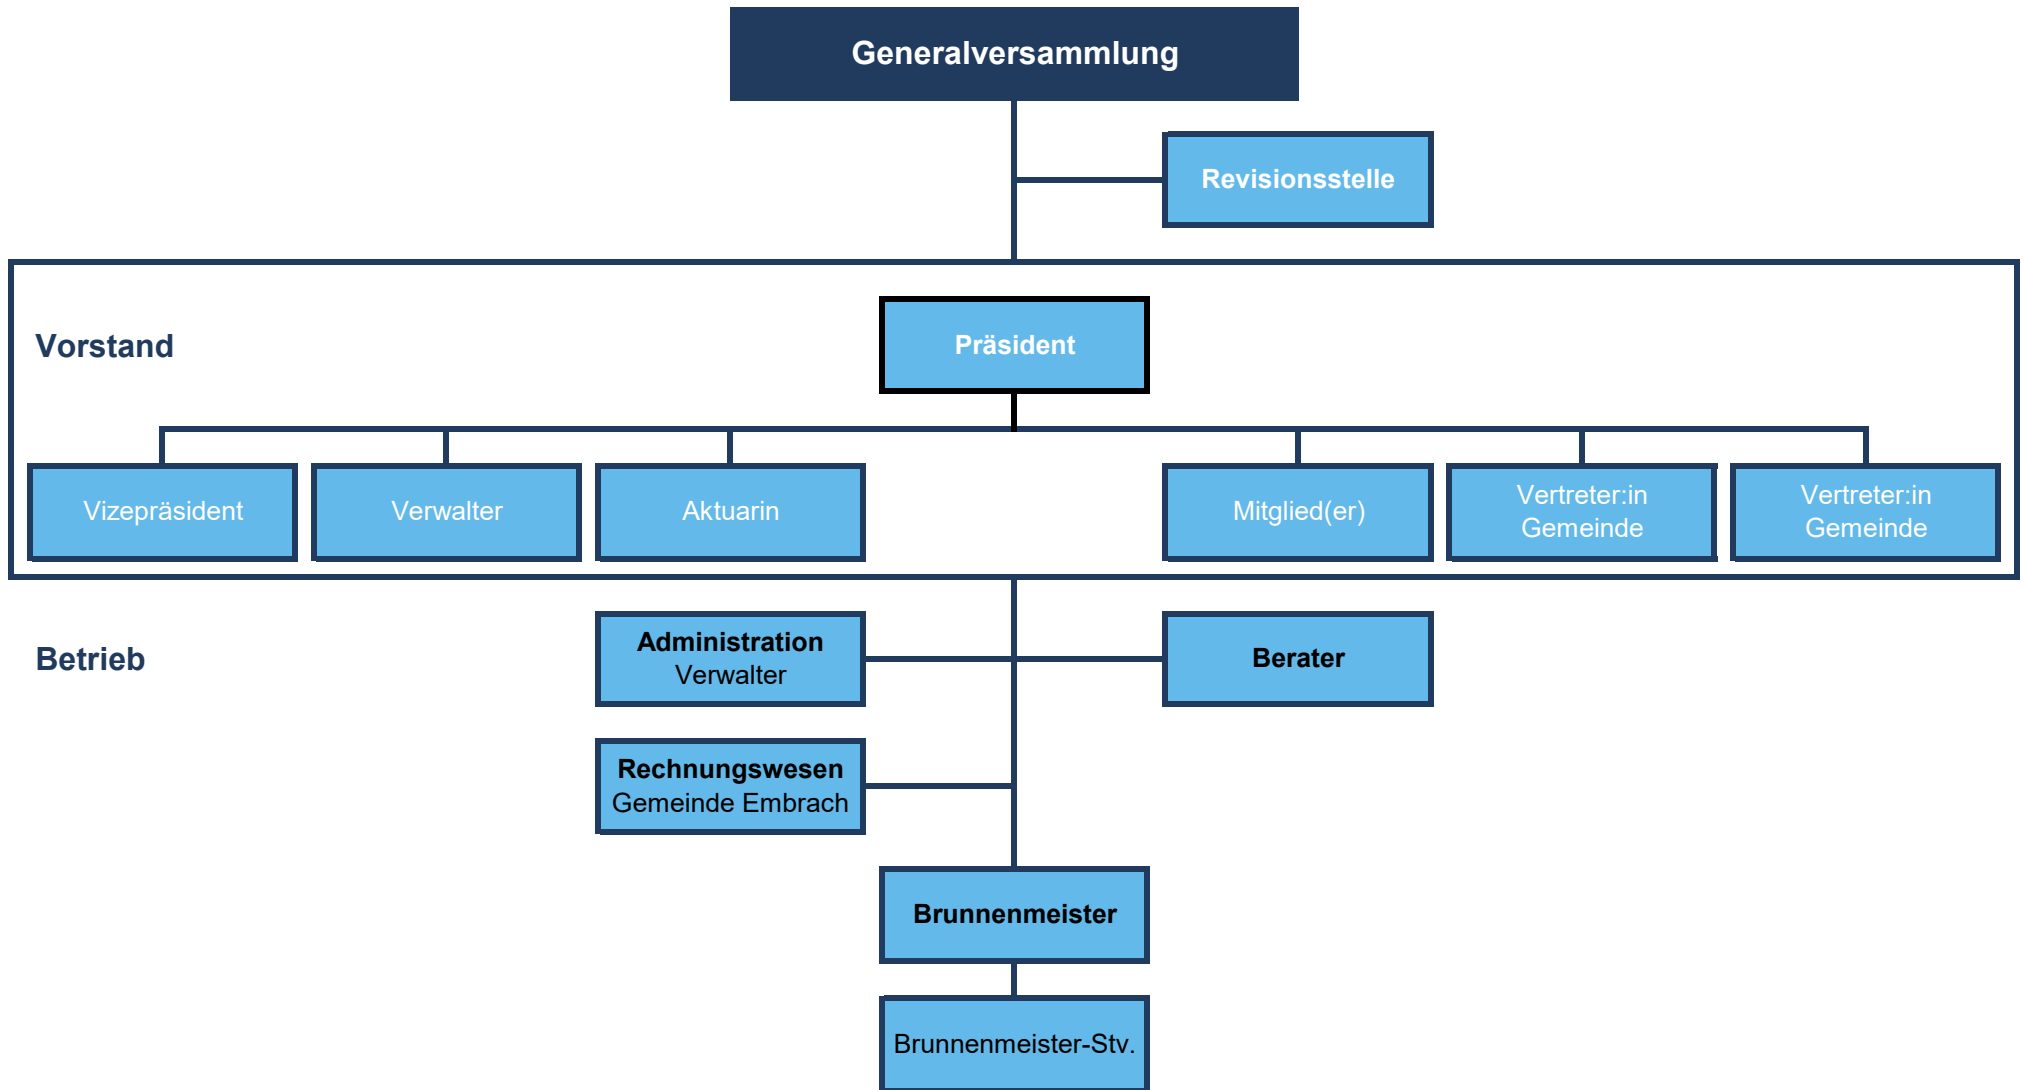 Generalversammlung
Revisionsstelle
Vorstand
Präsident
Vizepräsident
Verwalter
Aktuarin
Mitglied(er)
Vertreter:in
Gemeinde
Vertreter:in
Gemeinde
Betrieb
Administration
Verwalter
Berater
Rechnungswesen
Gemeinde Embrach
Brunnenmeister
Brunnenmeister-Stv.